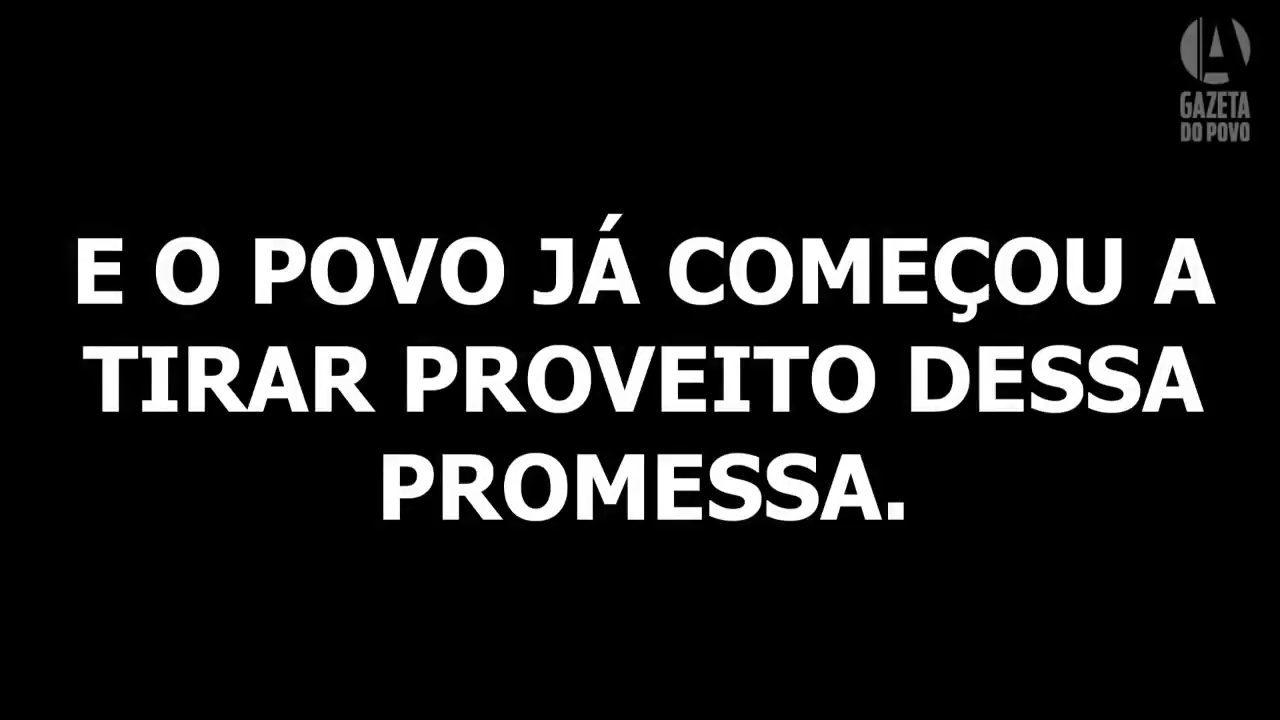 GAZETA
DO POVO
E O POVO JÁ COMEÇOU A
TIRAR PROVEITO DESSA
PROMESSA.